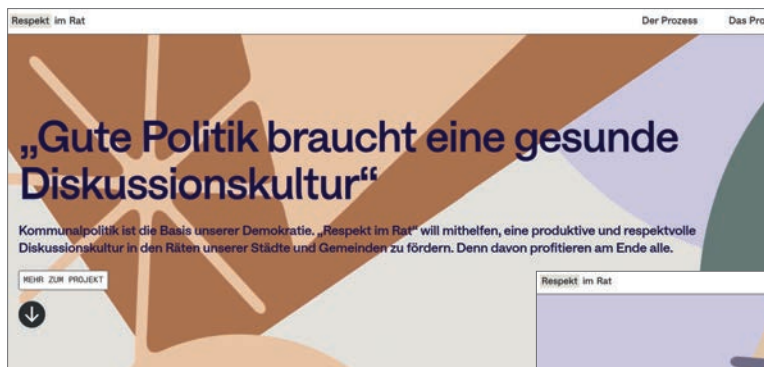 Respekt im Rat
Der Prozess
„Gute Politik braucht eine gesunde
Diskussionskultur“
Kommunalpolitik ist die Basis unserer Demokratie. „Respekt im Rat“ will mithelfen, eine produktive und respektvolle
Diskussionskultur in den Räten unserer Städte und Gemeinden zu fördern. Denn davon profitieren am Ende alle.
MEHR ZUM PROJEKT
Respekt im Rat